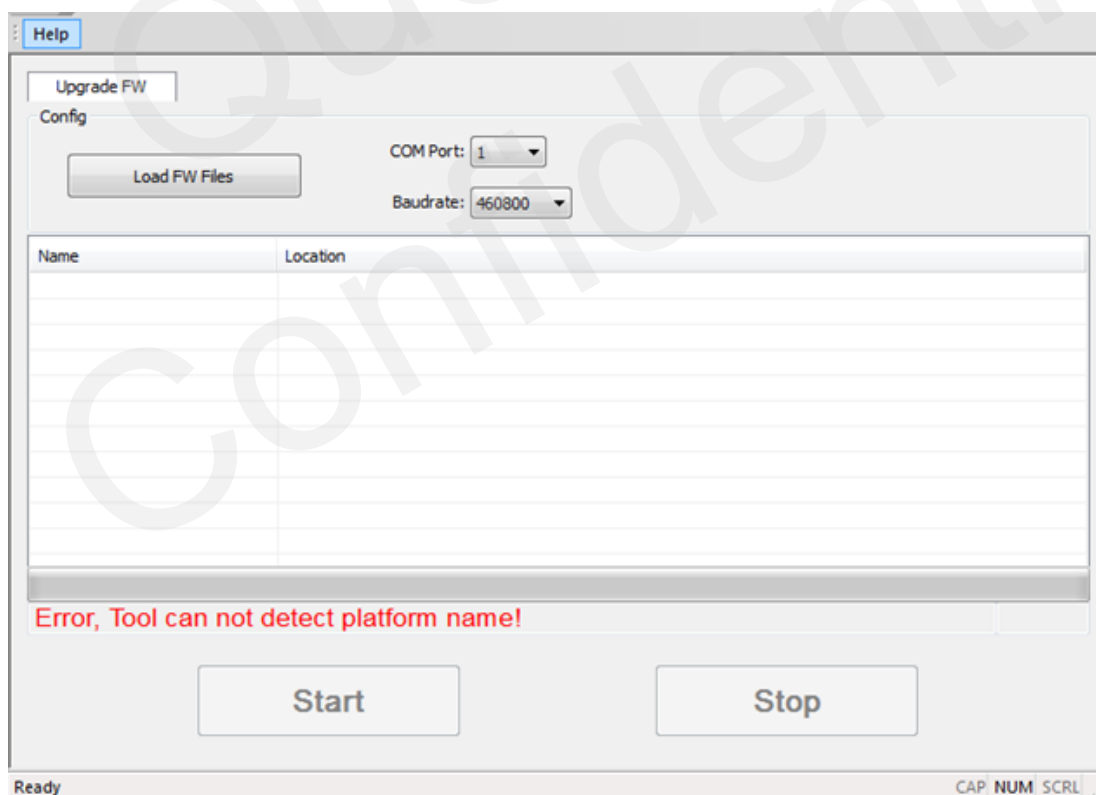 Help
Upgrade FW
Config
Load FW Files
COM Port: 1
Baudrate: 460800
Name Location
Error, Tool can not detect platform name!
Start Stop
Ready CAP NUM SCRL
Confidenti